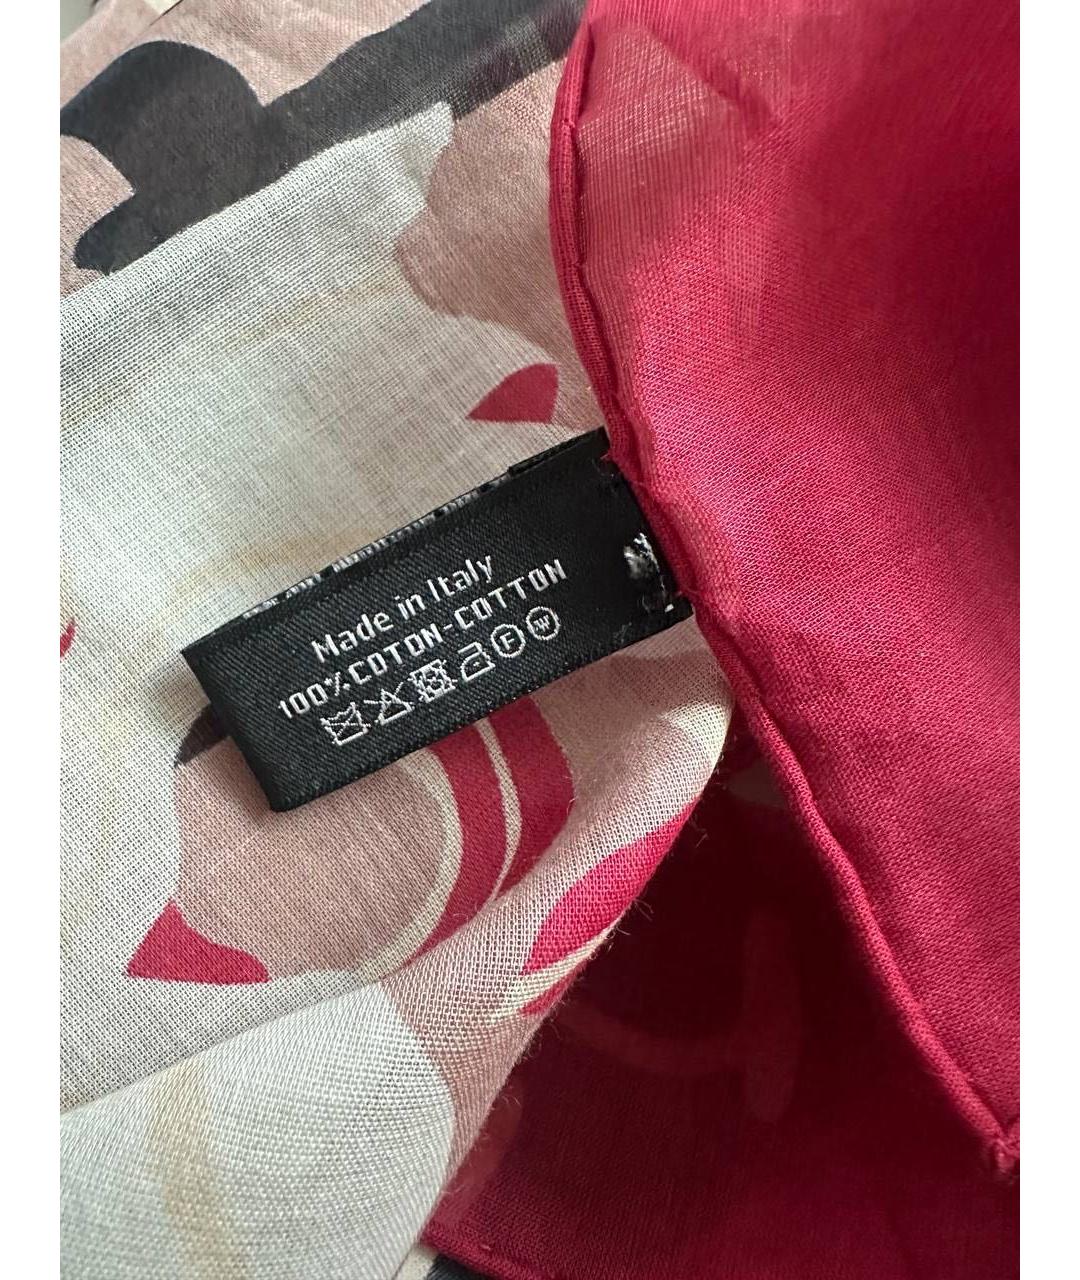 Made in Italy
100% COTON-COTTON
F W